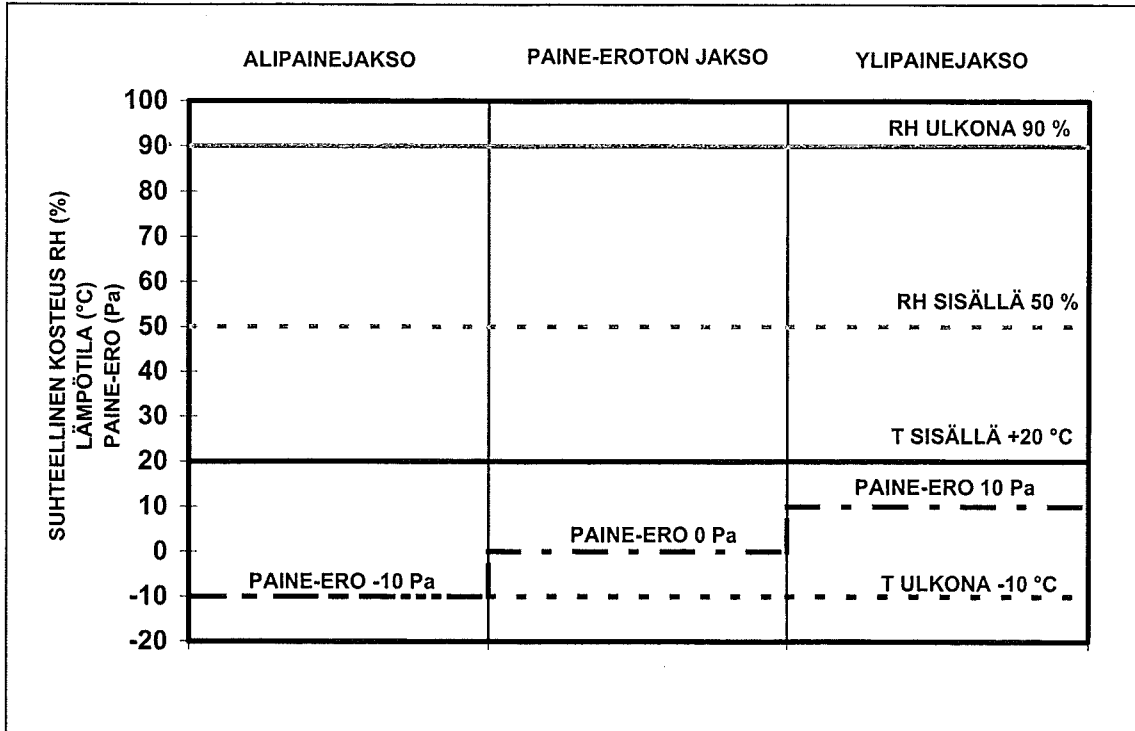 ALIPAINEJAKSO
PAINE-EROTON JAKSO
YLIPAINEJAKSO
SUHTEELLINEN KOSTEUS RH (%)
LÄMPÖTILA (°C)
PAINE-ERO (Pa)
100
90
80
70
60
50
40
30
20
10
0
-10
-20
RH ULKONA 90 %
RH SISÄLLÄ 50 %
T SISÄLLÄ +20 °C
PAINE-ERO 10 Pa
PAINE-ERO 0 Pa
PAINE-ERO -10 Pa
T ULKONA -10 °C